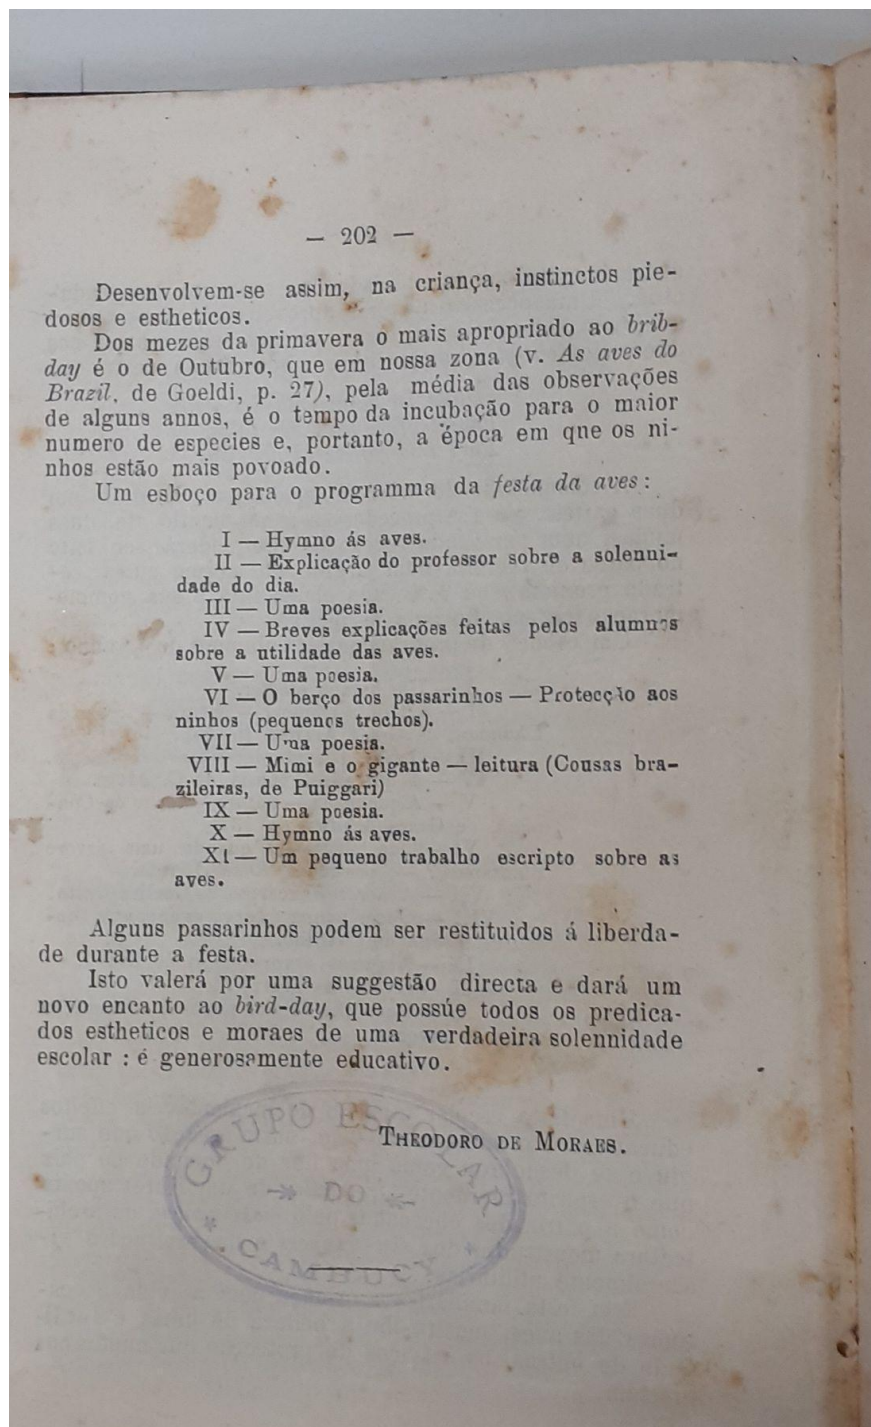 — 202 —
Desenvolvem-se assim, na criança, instinctos pie-
dosos e estheticos.
Dos mezes da primavera o mais apropriado ao brib-
day é o de Outubro, que em nossa zona (v. As aves do
Brazil, de Goeldi, p. 27), pela média das observações
de alguns annos, é o tempo da incubação para o maior
numero de especies e, portanto, a época em que os ni-
nhos estão mais povoado.
Um esboço para o programma da festa da aves:
I — Hymno ás aves.
II — Explicação do professor sobre a solenni-
dade do dia.
III — Uma poesia.
IV — Breves explicações feitas pelos alumnos
sobre a utilidade das aves.
V — Uma poesia.
VI — O berço dos passarinhos — Protecção aos
ninhos (pequenos trechos).
VII — Uma poesia.
VIII — Mimi e o gigante — leitura (Cousas bra-
zileiras, de Puiggari)
IX — Uma poesia.
X — Hymno ás aves.
XI — Um pequeno trabalho escripto sobre as
aves.
Alguns passarinhos podem ser restituidos á liberda-
de durante a festa.
Isto valerá por uma suggestão directa e dará um
novo encanto ao bird-day, que possúe todos os predica-
dos estheticos e moraes de uma verdadeira solennidade
escolar : é generosamente educativo.
THEODORO DE MORAES.
GRUPO ESCOLAR
DO
CAMBUCY